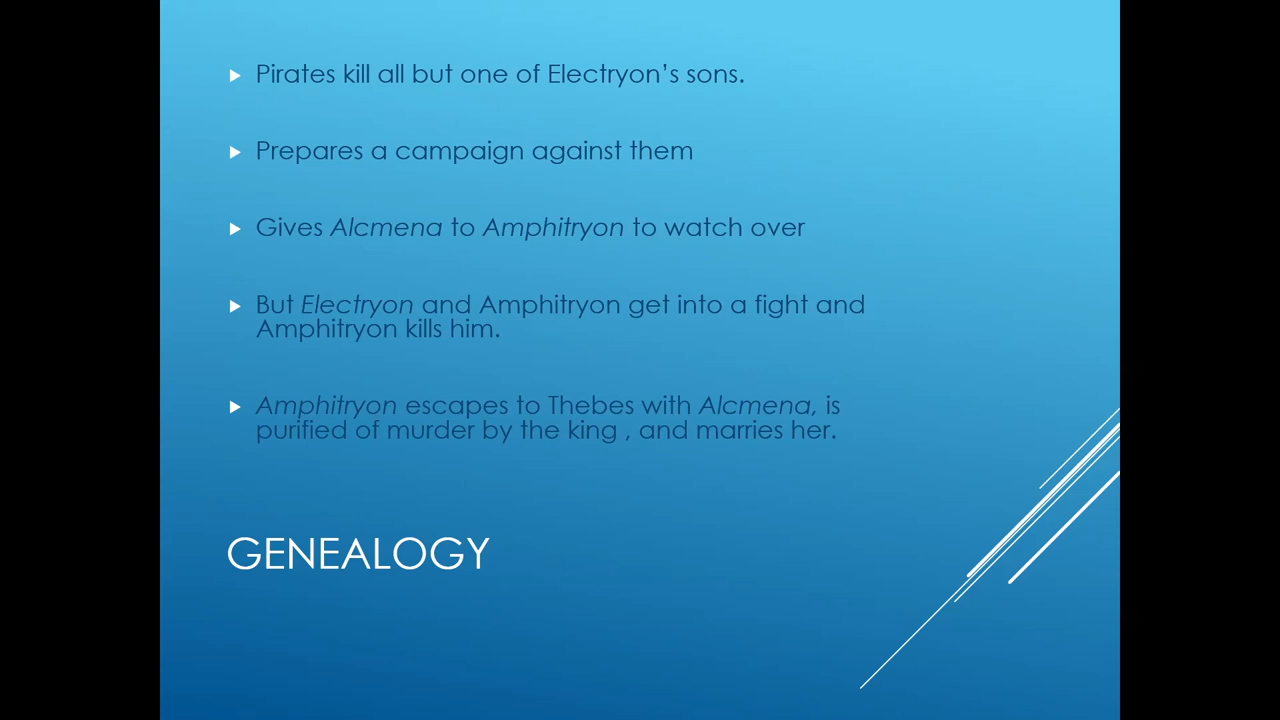 Pirates kill all but one of Electryon’s sons.
Prepares a campaign against them
Gives Alcmena to Amphitryon to watch over
But Electryon and Amphitryon get into a fight and
Amphitryon kills him.
Amphitryon escapes to Thebes with Alcmena, is
purified of murder by the king , and marries her.
GENEALOGY